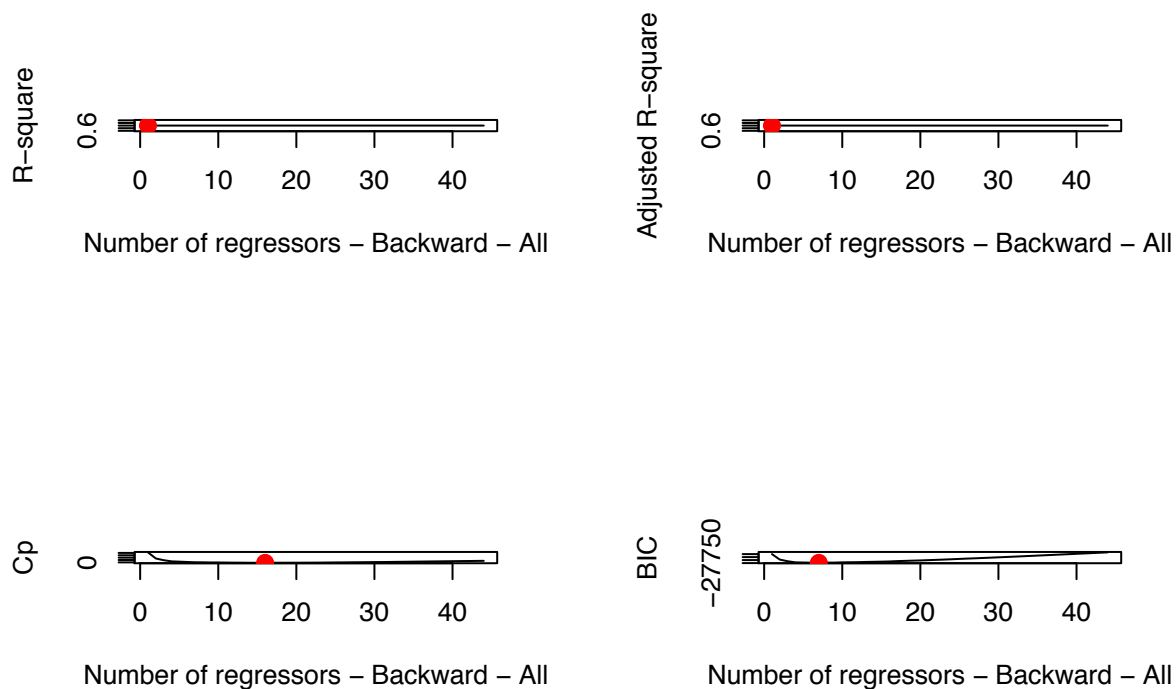 R−square
0.6
0 10 20 30 40
Number of regressors − Backward − All
Adjusted R−square
0.6
0 10 20 30 40
Number of regressors − Backward − All
Cp
0
0 10 20 30 40
Number of regressors − Backward − All
BIC
−27750
0 10 20 30 40
Number of regressors − Backward − All